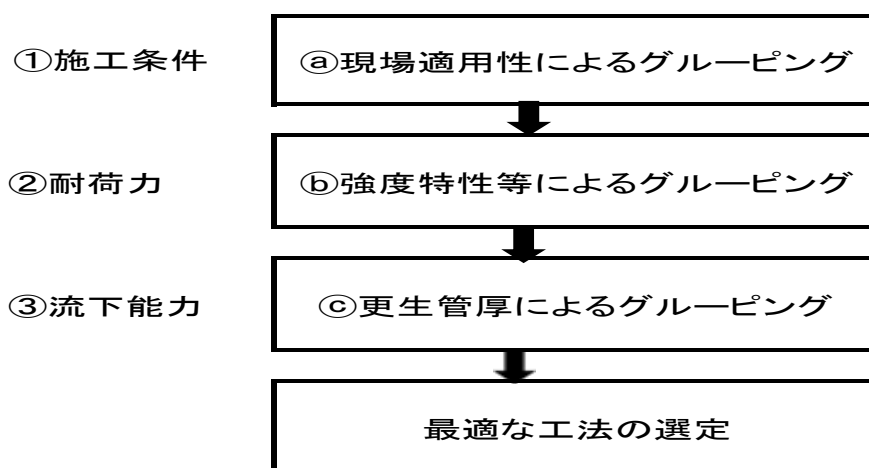 ①施工条件
ⓐ現場適用性によるグルーピング
②耐荷力
ⓑ強度特性等によるグルーピング
③流下能力
ⓒ更生管厚によるグルーピング
最適な工法の選定